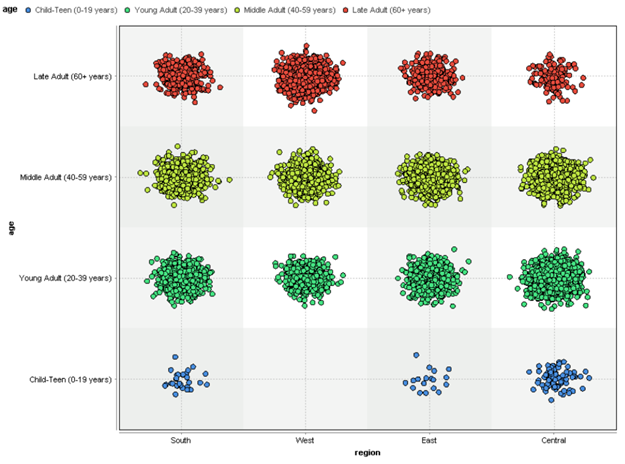 age Child-Teen (0-19 years) Young Adult (20-39 years) Middle Adult (40-59 years) Late Adult (60+ years)
Late Adult (60+ years)
Middle Adult (40-59 years)
age
Young Adult (20-39 years)
Child-Teen (0-19 years)
South West East Central
region